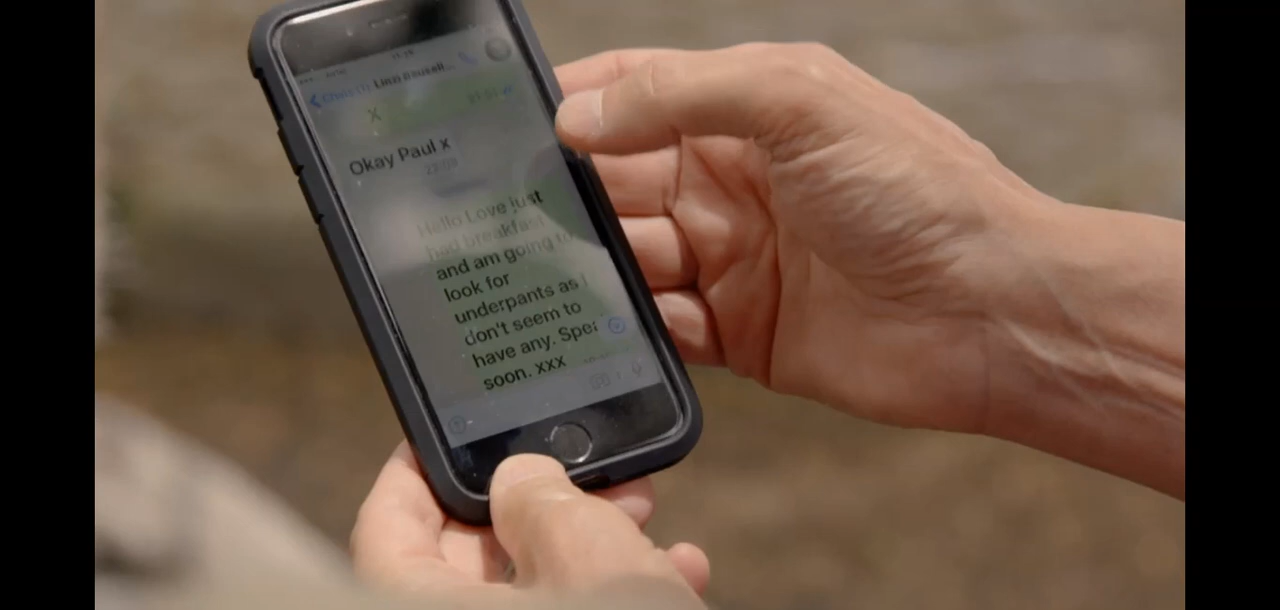 X
Okay Paul x
Hello Love just
had breakfast
and am going to
look for
underpants as I
don't seem to
have any.
soon. xxx